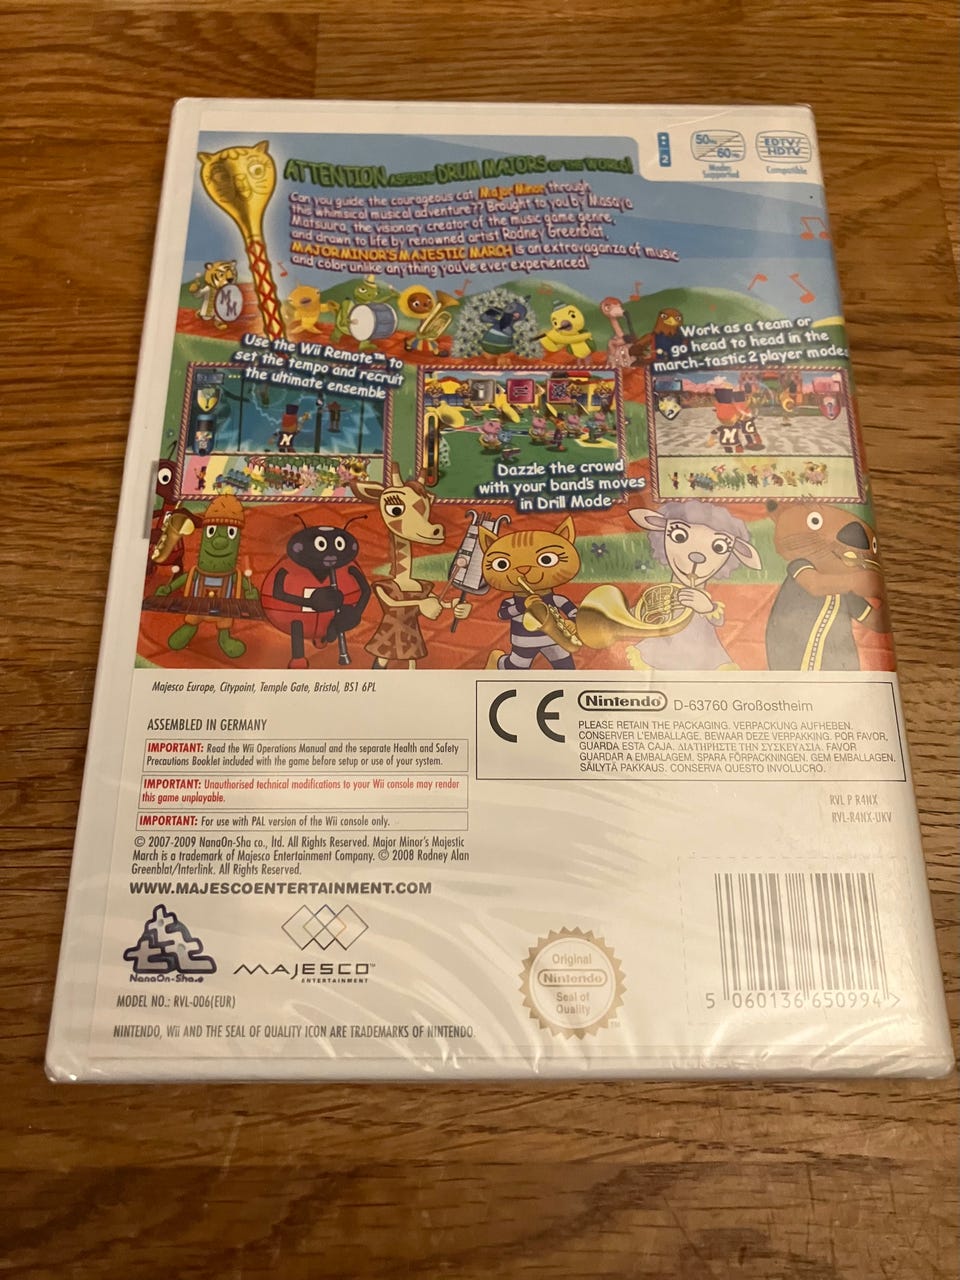 ATTENTION ASPIRING DRUM MAJORS OF THE WORLD!
Can you guide the courageous cat, Major Minor through
this whimsical musical adventure?? Brought to you by Masaya
Matsuura, the visionary creator of the music game genre,
and drawn to life by renowned artist Rodney Greenblat,
MAJOR MINOR'S MAJESTIC MARCH is an extravaganza of music
and color unlike anything you've ever experienced!
2
50Hz
60Hz
Modes
Supported
EDTV/
HDTV
Compatible
M
M
Use the Wii Remote™ to
set the tempo and recruit
the ultimate ensemble
Work as a team or
go head to head in the
march-tastic 2 player mode
M
M G
Dazzle the crowd
with your band's moves
in Drill Mode
Majesco Europe, Citypoint, Temple Gate, Bristol, BS1 6PL
ASSEMBLED IN GERMANY
IMPORTANT: Read the Wii Operations Manual and the separate Health and Safety
Precautions Booklet included with the game before setup or use of your system.
IMPORTANT: Unauthorised technical modifications to your Wii console may render
this game unplayable.
IMPORTANT: For use with PAL version of the Wii console only.
© 2007-2009 NanaOn-Sha co., ltd. All Rights Reserved. Major Minor's Majestic
March is a trademark of Majesco Entertainment Company. © 2008 Rodney Alan
Greenblat/Interlink. All Rights Reserved.
WWW.MAJESCOENTERTAINMENT.COM
NanaOn-Sha
MAJESCO™
ENTERTAINMENT
MODEL NO.: RVL-006(EUR)
NINTENDO, Wii AND THE SEAL OF QUALITY ICON ARE TRADEMARKS OF NINTENDO.
CE
Nintendo D-63760 Großostheim
PLEASE RETAIN THE PACKAGING. VERPACKUNG AUFHEBEN.
CONSERVER L'EMBALLAGE. BEWAAR DEZE VERPAKKING. POR FAVOR,
GUARDA ESTA CAJA. ΔΙΑΤΗΡΗΣΤΕ ΤΗΝ ΣΥΣΚΕΥΑΣΙΑ. FAVOR
GUARDAR A EMBALAGEM. SPARA FÖRPACKNINGEN. GEM EMBALLAGEN.
SÄILYTÄ PAKKAUS. CONSERVA QUESTO INVOLUCRO.
RVL P R4NX
RVL-R4NX-UKV
Original
Nintendo
Seal of
Quality
TM
5 060136 650994 >